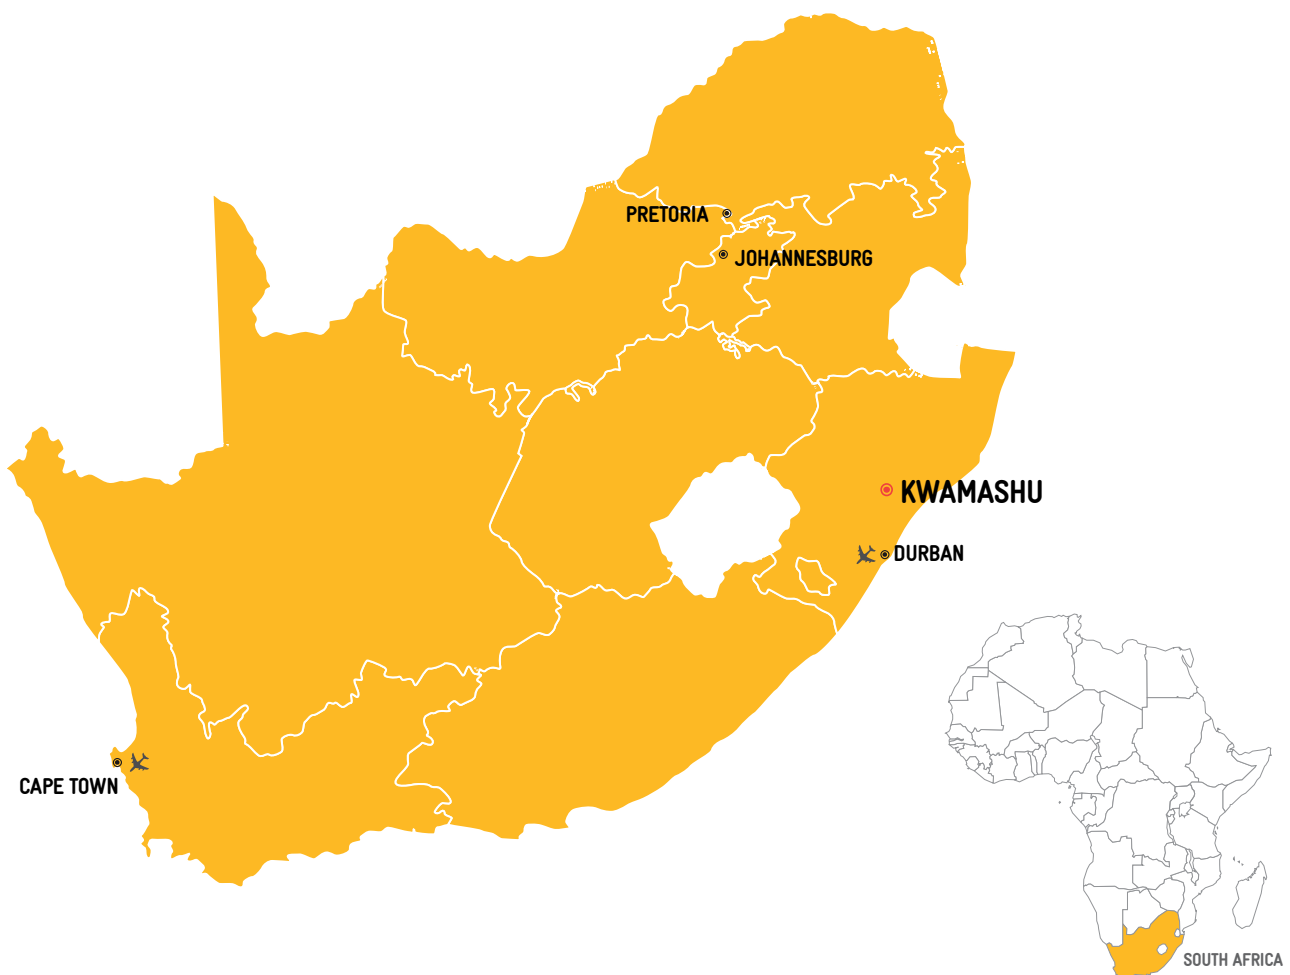 PRETORIA
JOHANNESBURG
KWAMASHU
DURBAN
CAPE TOWN
SOUTH AFRICA